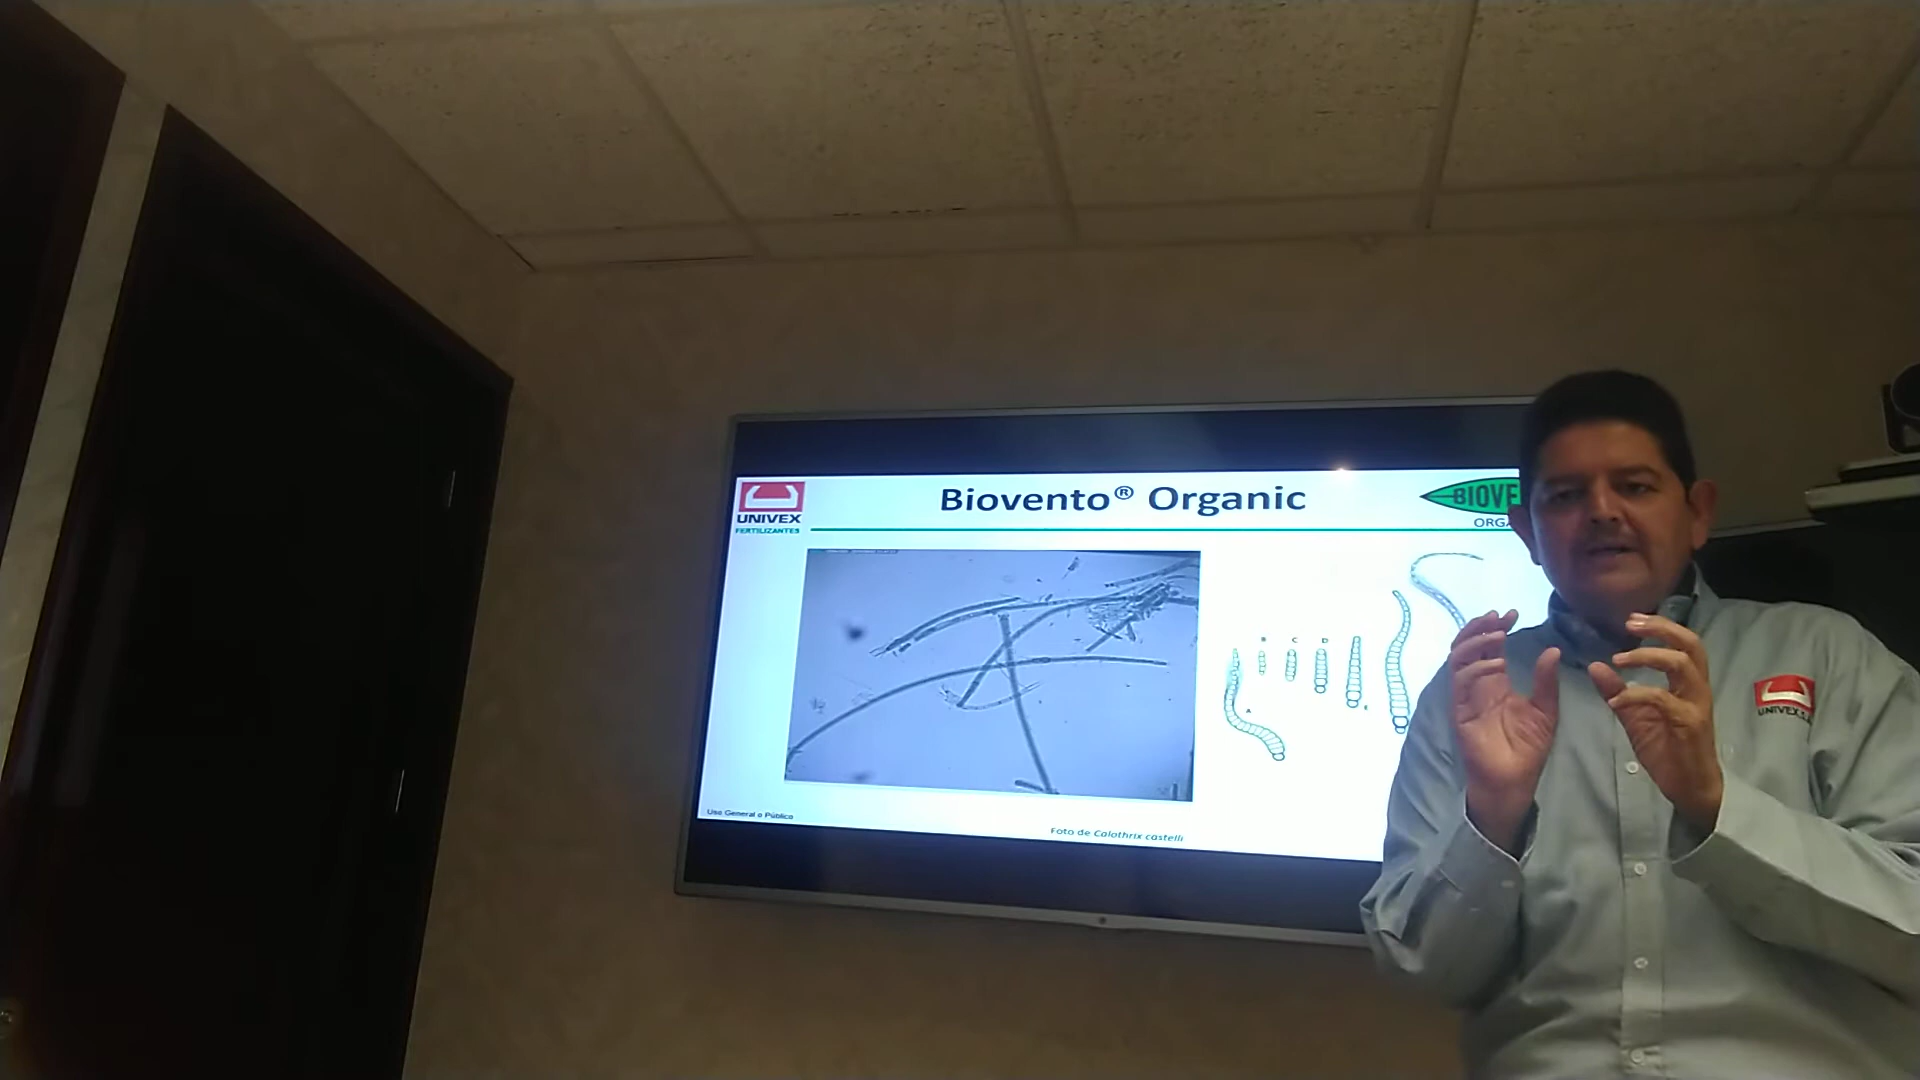 UNIVEX
FERTILIZANTES
Biovento® Organic
BIOVE
ORGA
B
C
D
A
E
Uso General o Público
Foto de Calothrix castelli
UNIVEX